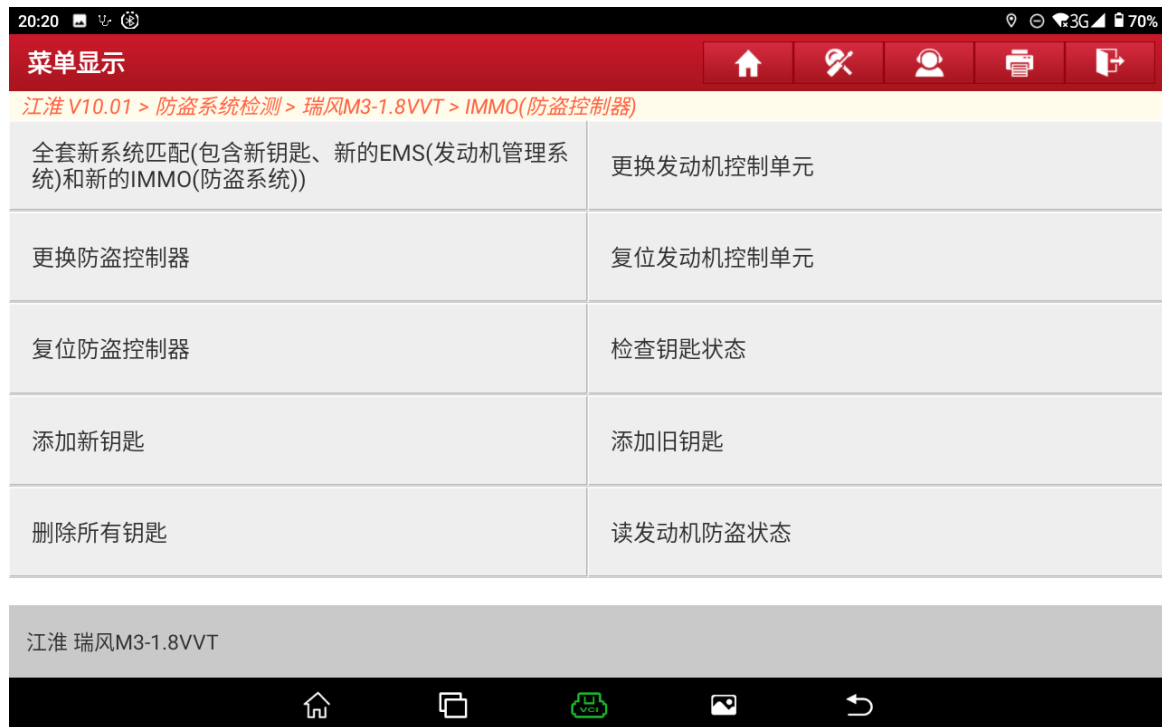 20:20 3G 70%
菜单显示
江淮 V10.01 > 防盗系统检测 > 瑞风M3-1.8VVT > IMMO(防盗控制器)
全套新系统匹配(包含新钥匙、新的EMS(发动机管理系
统)和新的IMMO(防盗系统))
更换发动机控制单元
更换防盗控制器
复位发动机控制单元
复位防盗控制器
检查钥匙状态
添加新钥匙
添加旧钥匙
删除所有钥匙
读发动机防盗状态
江淮 瑞风M3-1.8VVT
VCI